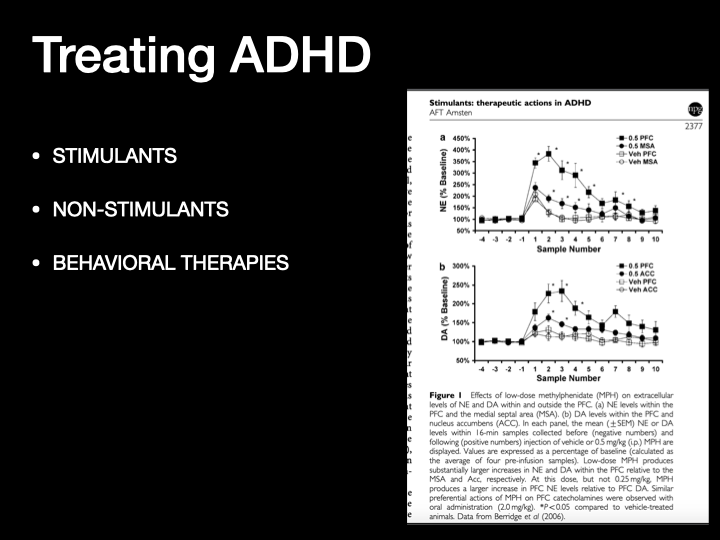 Treating ADHD
• STIMULANTS
• NON-STIMULANTS
• BEHAVIORAL THERAPIES
Stimulants: therapeutic actions in ADHD
AFT Arnsten
npg
2377
a
450%
400%
350%
300%
250%
200%
150%
100%
50%
NE (% Baseline)
0.5 PFC
0.5 MSA
Veh PFC
Veh MSA
-4 -3 -2 -1 1 2 3 4 5 6 7 8 9 10
Sample Number
b
300%
250%
200%
150%
100%
50%
DA (% Baseline)
0.5 PFC
0.5 ACC
Veh PFC
Veh ACC
-4 -3 -2 -1 1 2 3 4 5 6 7 8 9 10
Sample Number
Figure 1 Effects of low-dose methylphenidate (MPH) on extracellular
levels of NE and DA within and outside the PFC. (a) NE levels within the
PFC and the medial septal area (MSA). (b) DA levels within the PFC and
nucleus accumbens (ACC). In each panel, the mean (±SEM) NE or DA
levels within 16-min samples collected before (negative numbers) and
following (positive numbers) injection of vehicle or 0.5 mg/kg (i.p.) MPH are
displayed. Values are expressed as a percentage of baseline (calculated as
the average of four pre-infusion samples). Low-dose MPH produces
substantially larger increases in NE and DA within the PFC relative to the
MSA and Acc, respectively. At this dose, but not 0.25 mg/kg, MPH
produces a larger increase in PFC NE levels relative to PFC DA. Similar
preferential actions of MPH on PFC catecholamines were observed with
oral administration (2.0 mg/kg). *P<0.05 compared to vehicle-treated
animals. Data from Berridge et al (2006).